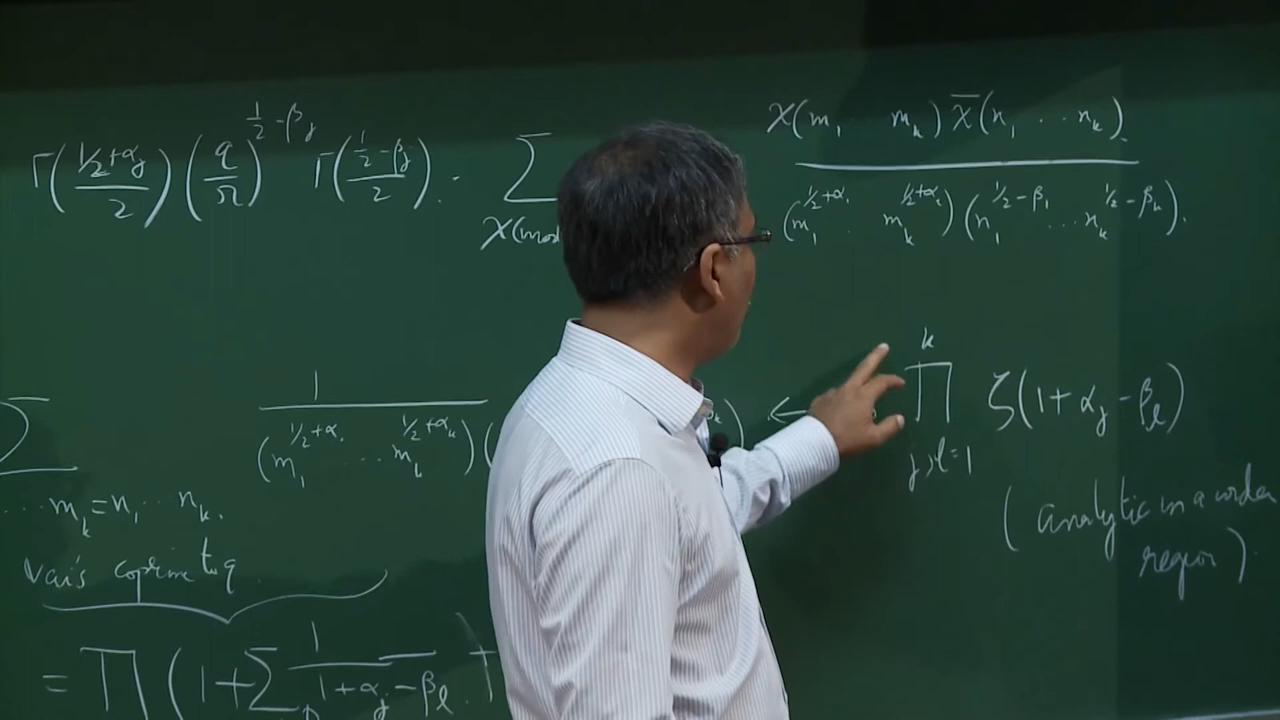 Γ((1/2+α_j)/2) (q/π)^{1/2-β_j} Γ((1/2-β_j)/2) · Σ_{χ(mod} χ(m_1 m_k) χ̄(n_1 ⋯ n_k) / (m_1^{1/2+α_1} ⋅ m_k^{1/2+α_k})(n_1^{1/2-β_1} ⋯ n_k^{1/2-β_k}).
Σ 1/(m_1^{1/2+α_1} ⋯ m_k^{1/2+α_k})( ) ← ∏_{j,l=1}^{k} ζ(1+α_j-β_l)
⋯ m_k = n_1 ⋯ n_k.
(analytic in a wider
region)
var's coprime to q
= ∏(1+Σ 1/p^{1+α_j-β_l} +